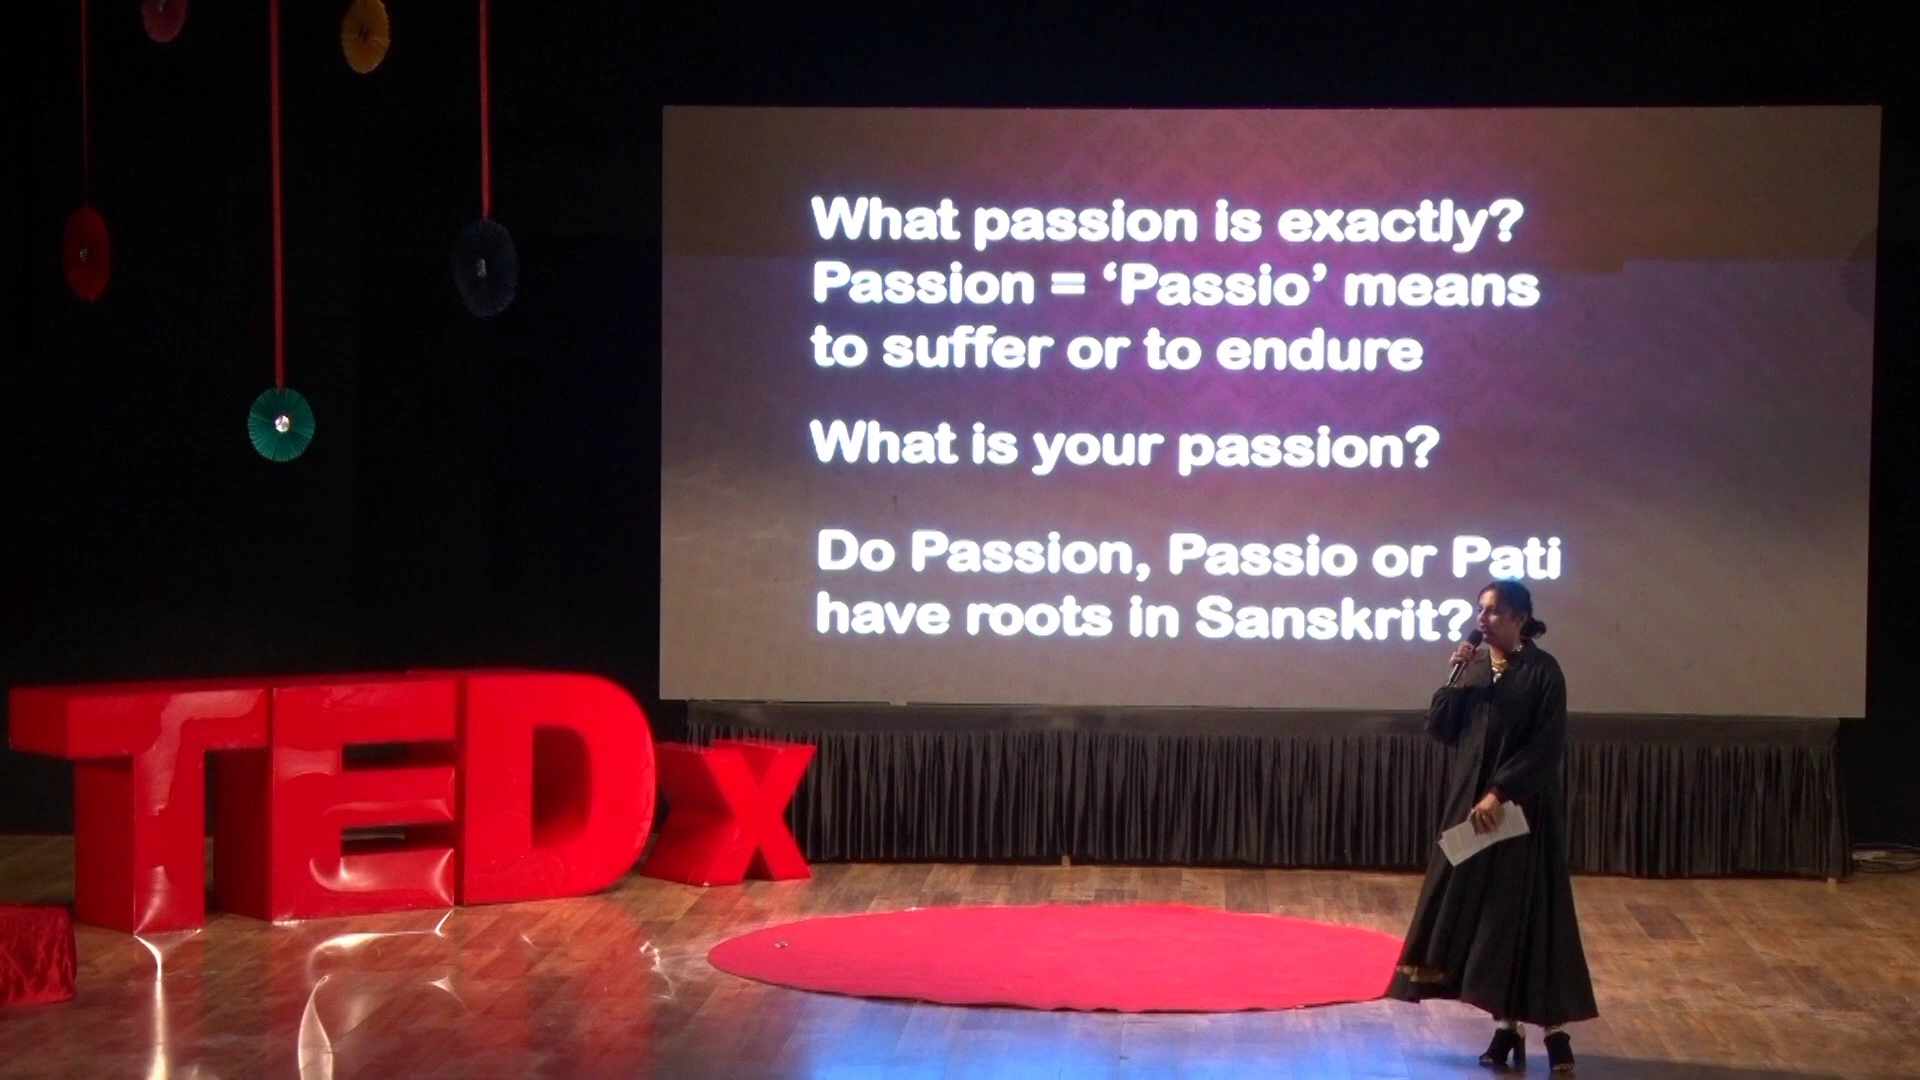 What passion is exactly?
Passion = ‘Passio’ means
to suffer or to endure
What is your passion?
Do Passion, Passio or Pati
have roots in Sanskrit?
TEDx